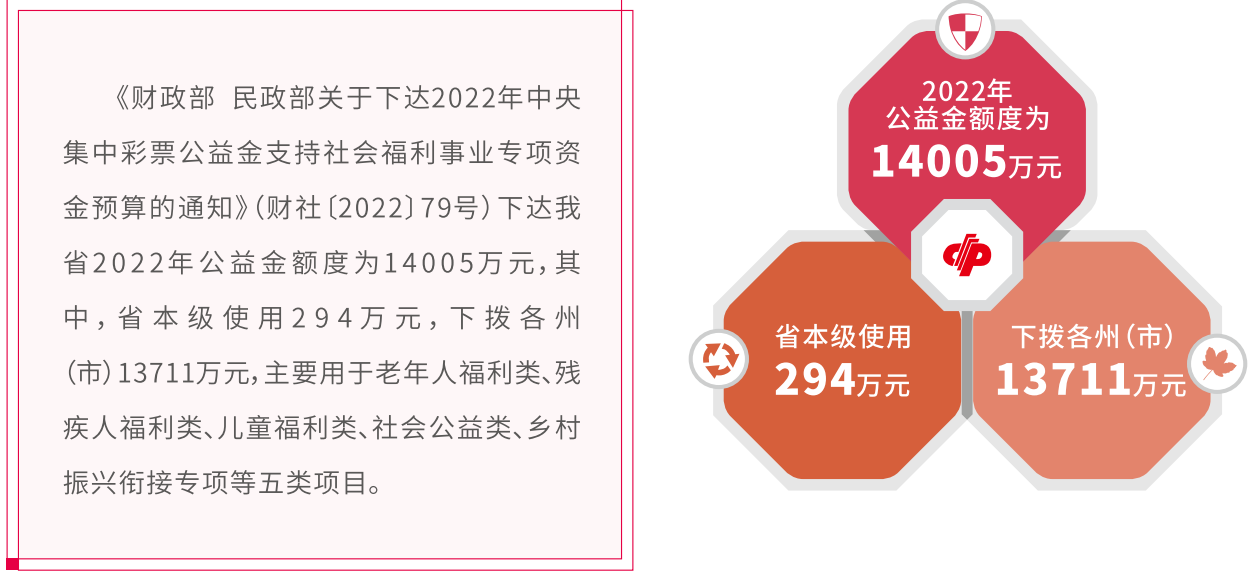 《财政部 民政部关于下达2022年中央
集中彩票公益金支持社会福利事业专项资
金预算的通知》（财社〔2022〕79号）下达我
省2022年公益金额度为14005万元，其
中，省本级使用294万元，下拨各州
（市）13711万元，主要用于老年人福利类、残
疾人福利类、儿童福利类、社会公益类、乡村
振兴衔接专项等五类项目。
2022年
公益金额度为
14005万元
省本级使用
294万元
下拨各州（市）
13711万元